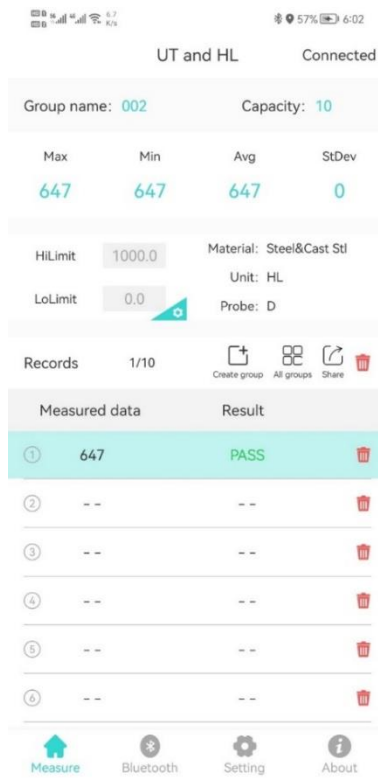 6.7 K/s 57% 6:02
UT and HL Connected
Group name: 002 Capacity: 10
Max Min Avg StDev
647 647 647 0
HiLimit 1000.0 Material: Steel&Cast Stl
Unit: HL
LoLimit 0.0 Probe: D
Records 1/10 Create group All groups Share
Measured data Result
1 647 PASS
2 -- --
3 -- --
4 -- --
5 -- --
6 -- --
Measure Bluetooth Setting About